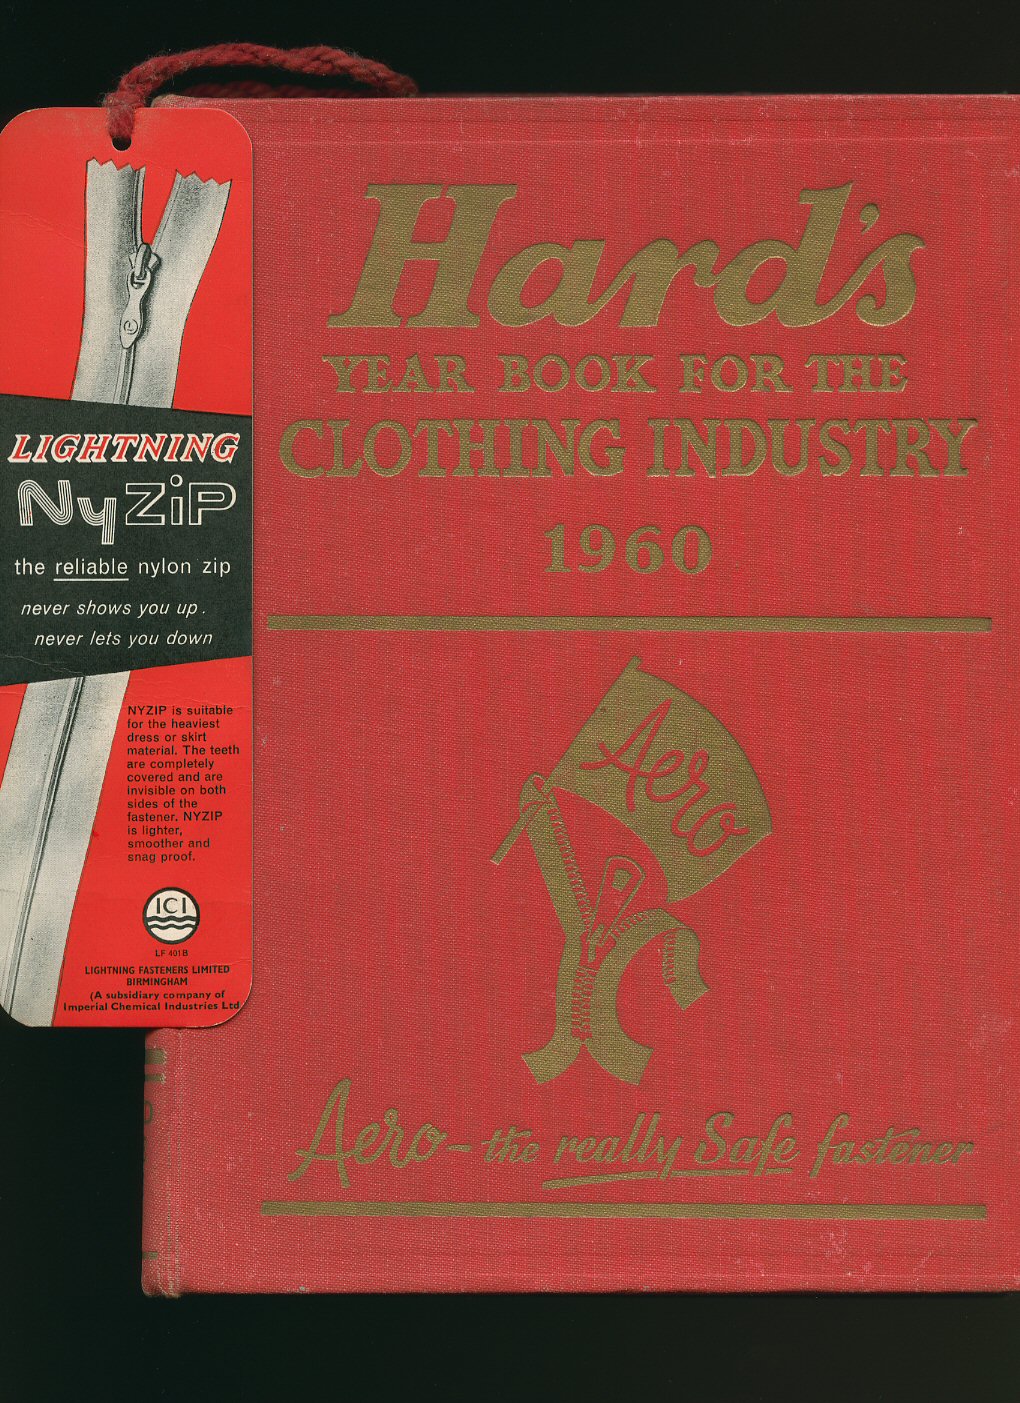 LIGHTNING
NyZiP
the reliable nylon zip
never shows you up.
never lets you down
NYZIP is suitable
for the heaviest
dress or skirt
material. The teeth
are completely
covered and are
invisible on both
sides of the
fastener. NYZIP
is lighter,
smoother and
snag proof.
ICI
LF 401B
LIGHTNING FASTENERS LIMITED
BIRMINGHAM
(A subsidiary company of
Imperial Chemical Industries Ltd
Hard's
YEAR BOOK FOR THE
CLOTHING INDUSTRY
1960
Aero
Aero - the really Safe fastener